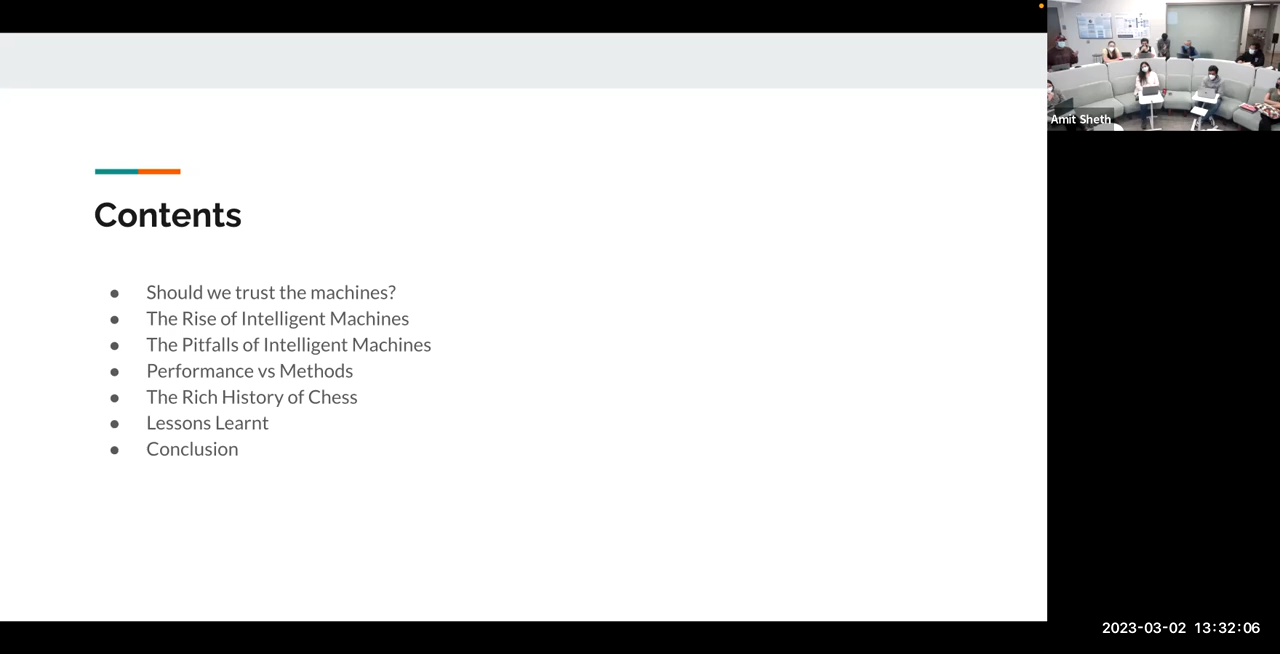 Contents
● Should we trust the machines?
● The Rise of Intelligent Machines
● The Pitfalls of Intelligent Machines
● Performance vs Methods
● The Rich History of Chess
● Lessons Learnt
● Conclusion
Amit Sheth
2023-03-02 13:32:06